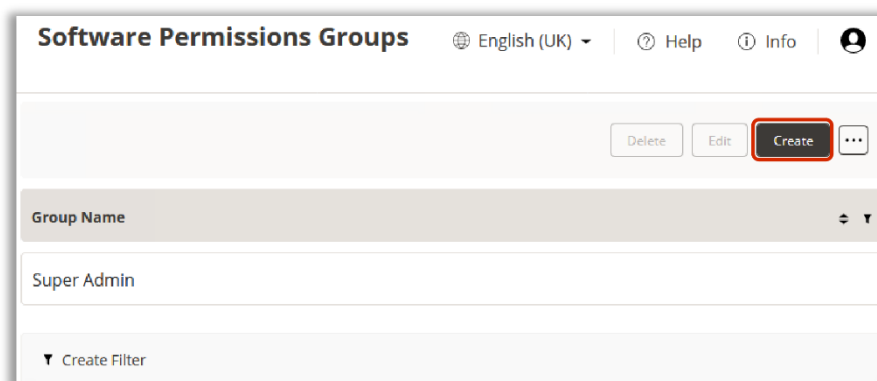 Software Permissions Groups English (UK) Help Info
Delete Edit Create ...
Group Name
Super Admin
Create Filter